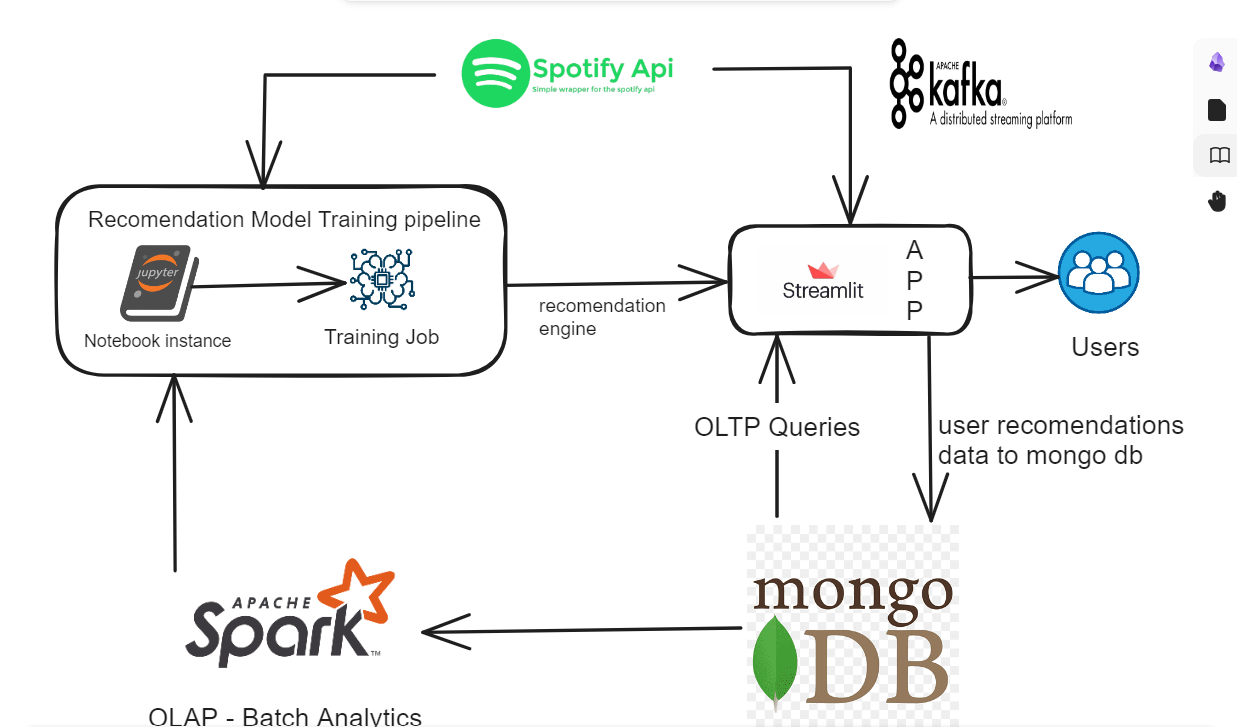 Spotify Api
Simple wrapper for the spotify api
APACHE
kafka
A distributed streaming platform
Recomendation Model Training pipeline
jupyter
Notebook instance
Training Job
recomendation
engine
Streamlit
A
P
P
Users
OLTP Queries
user recomendations
data to mongo db
APACHE
Spark
TM
OLAP - Batch Analytics
mongo
DB